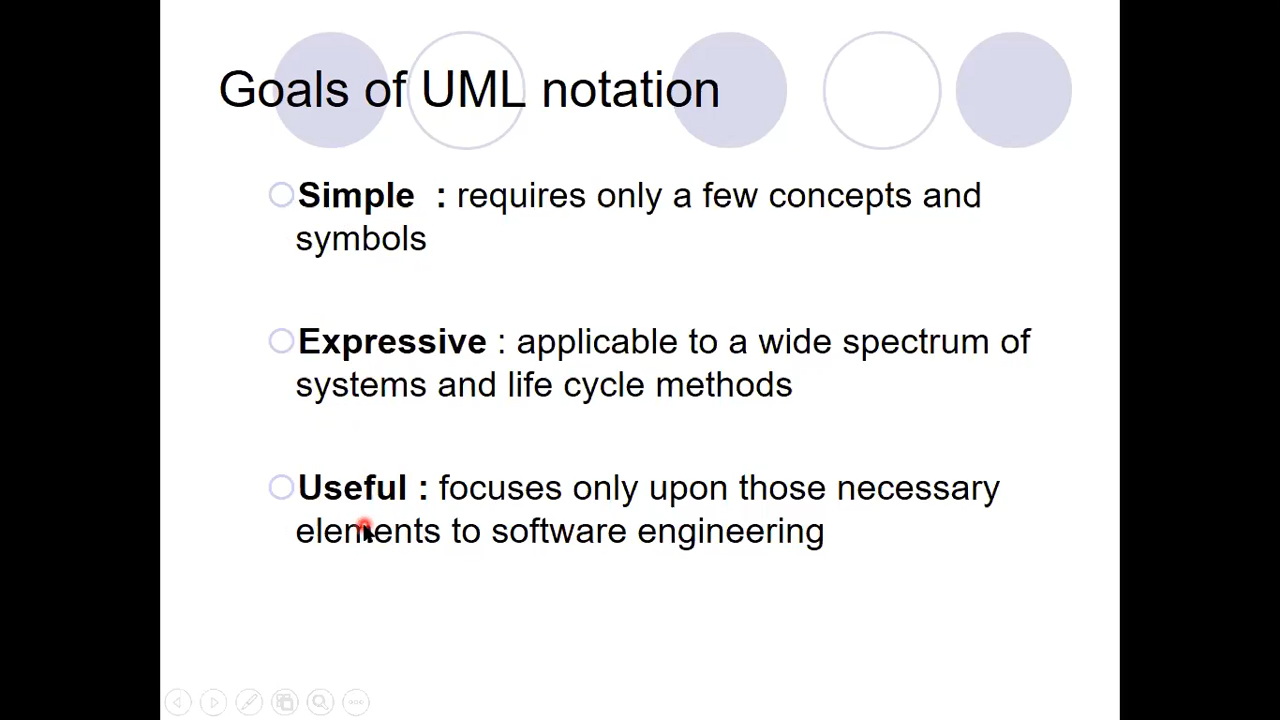 Goals of UML notation
Simple : requires only a few concepts and
symbols
Expressive : applicable to a wide spectrum of
systems and life cycle methods
Useful : focuses only upon those necessary
elements to software engineering